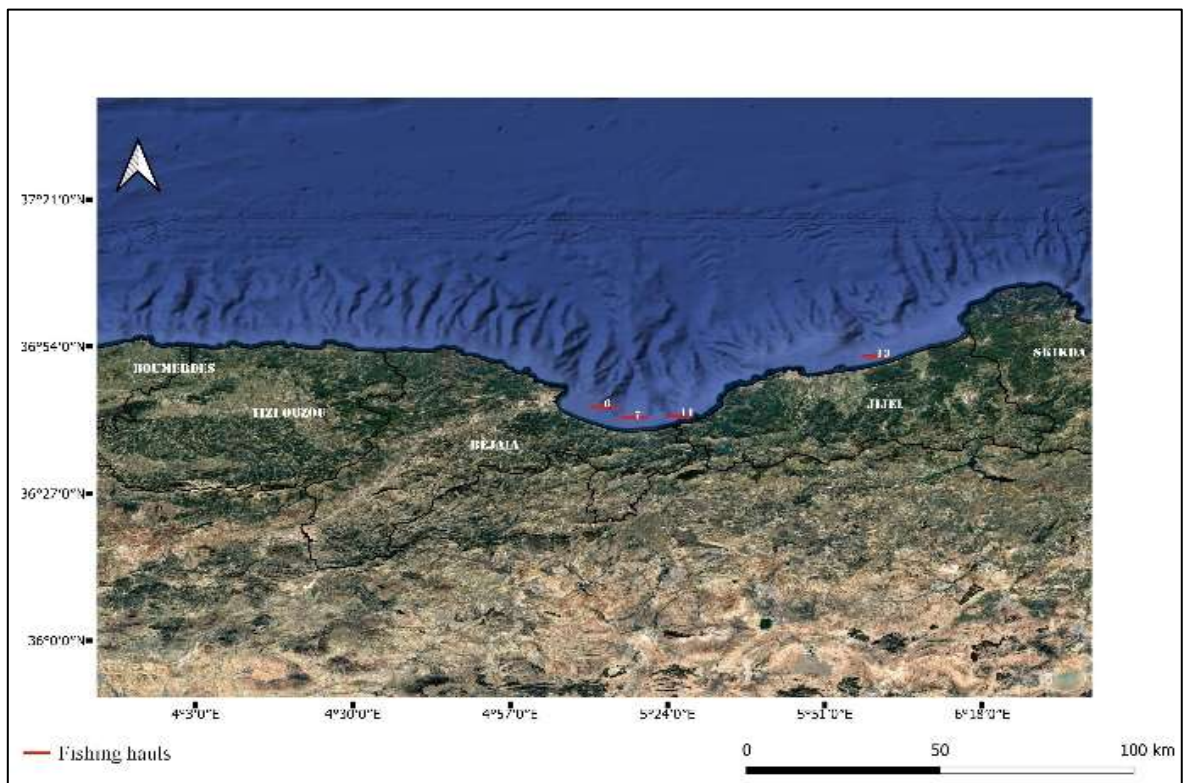 37°21'0"N
36°54'0"N
36°27'0"N
36°0'0"N
BOUMERDES
TIZI OUZOU
BEJAIA
JIJEL
SKIKDA
6
7
11
13
4°3'0"E 4°30'0"E 4°57'0"E 5°24'0"E 5°51'0"E 6°18'0"E
Fishing hauls
0 50 100 km